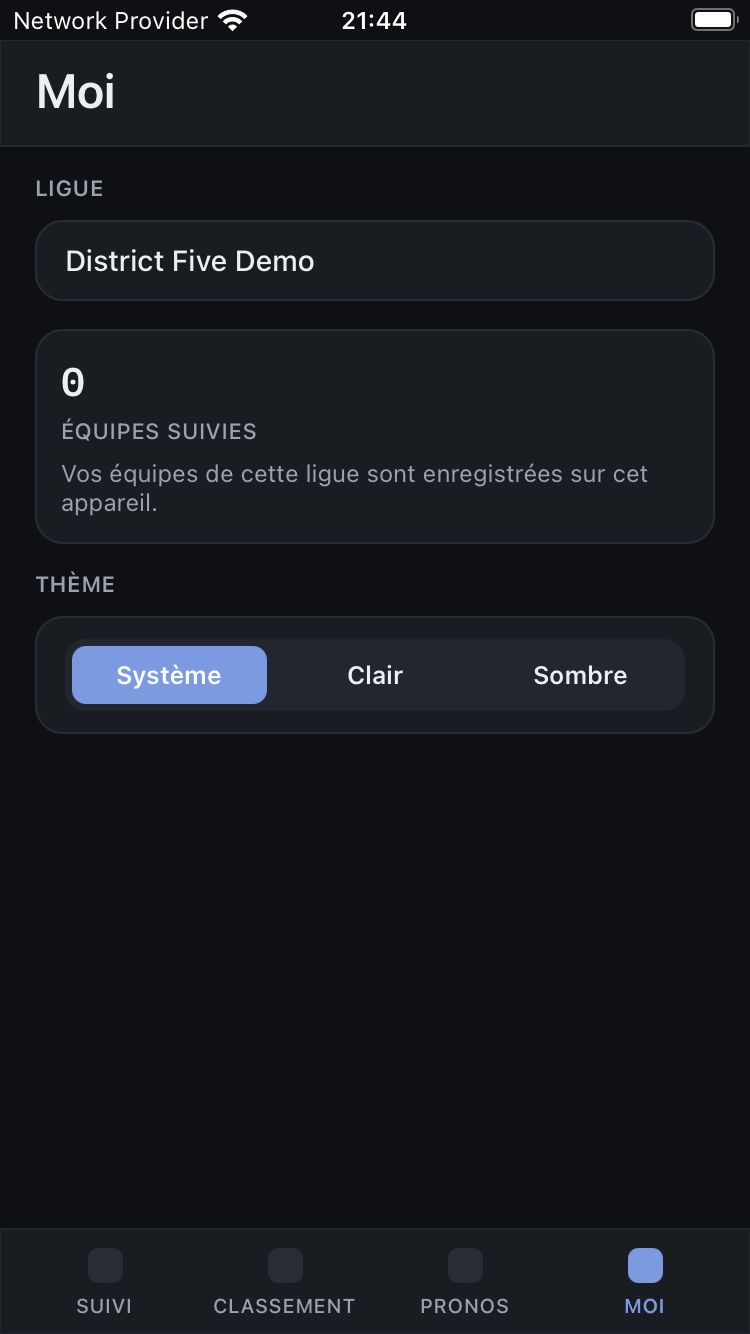 Network Provider 21:44
Moi
LIGUE
District Five Demo
0
ÉQUIPES SUIVIES
Vos équipes de cette ligue sont enregistrées sur cet
appareil.
THÈME
Système Clair Sombre
SUIVI CLASSEMENT PRONOS MOI